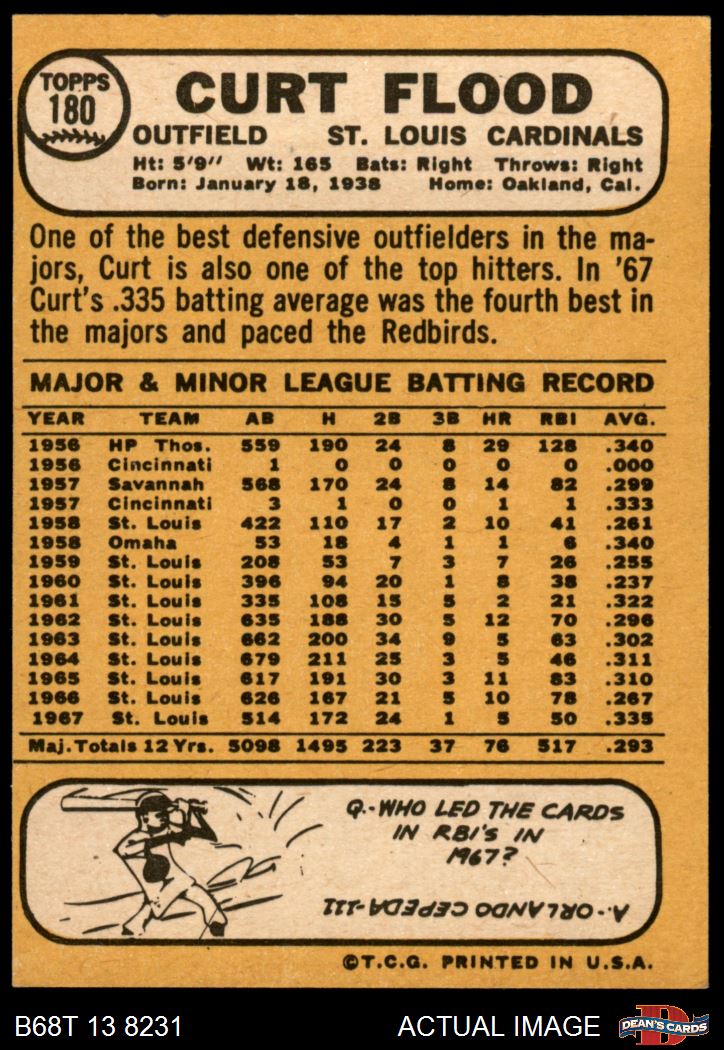 TOPPS
180
CURT FLOOD
OUTFIELD ST. LOUIS CARDINALS
Ht: 5'9" Wt: 165 Bats: Right Throws: Right
Born: January 18, 1938 Home: Oakland, Cal.
One of the best defensive outfielders in the ma-
jors, Curt is also one of the top hitters. In '67
Curt's .335 batting average was the fourth best in
the majors and paced the Redbirds.
MAJOR & MINOR LEAGUE BATTING RECORD
YEAR TEAM AB H 2B 3B HR RBI AVG.
1956 HP Thos. 559 190 24 8 29 128 .340
1956 Cincinnati 1 0 0 0 0 0 .000
1957 Savannah 568 170 24 8 14 82 .299
1957 Cincinnati 3 1 0 0 1 1 .333
1958 St. Louis 422 110 17 2 10 41 .261
1958 Omaha 53 18 4 1 1 6 .340
1959 St. Louis 208 53 7 3 7 26 .255
1960 St. Louis 396 94 20 1 8 38 .237
1961 St. Louis 335 108 15 5 2 21 .322
1962 St. Louis 635 188 30 5 12 70 .296
1963 St. Louis 662 200 34 9 5 63 .302
1964 St. Louis 679 211 25 3 5 46 .311
1965 St. Louis 617 191 30 3 11 83 .310
1966 St. Louis 626 167 21 5 10 78 .267
1967 St. Louis 514 172 24 1 5 50 .335
Maj. Totals 12 Yrs. 5098 1495 223 37 76 517 .293
Q.-WHO LED THE CARDS
IN RBI'S IN
1967?
A.-ORLANDO CEPEDA-111
©T.C.G. PRINTED IN U.S.A.
B68T 13 8231 ACTUAL IMAGE
D
DEAN'S CARDS